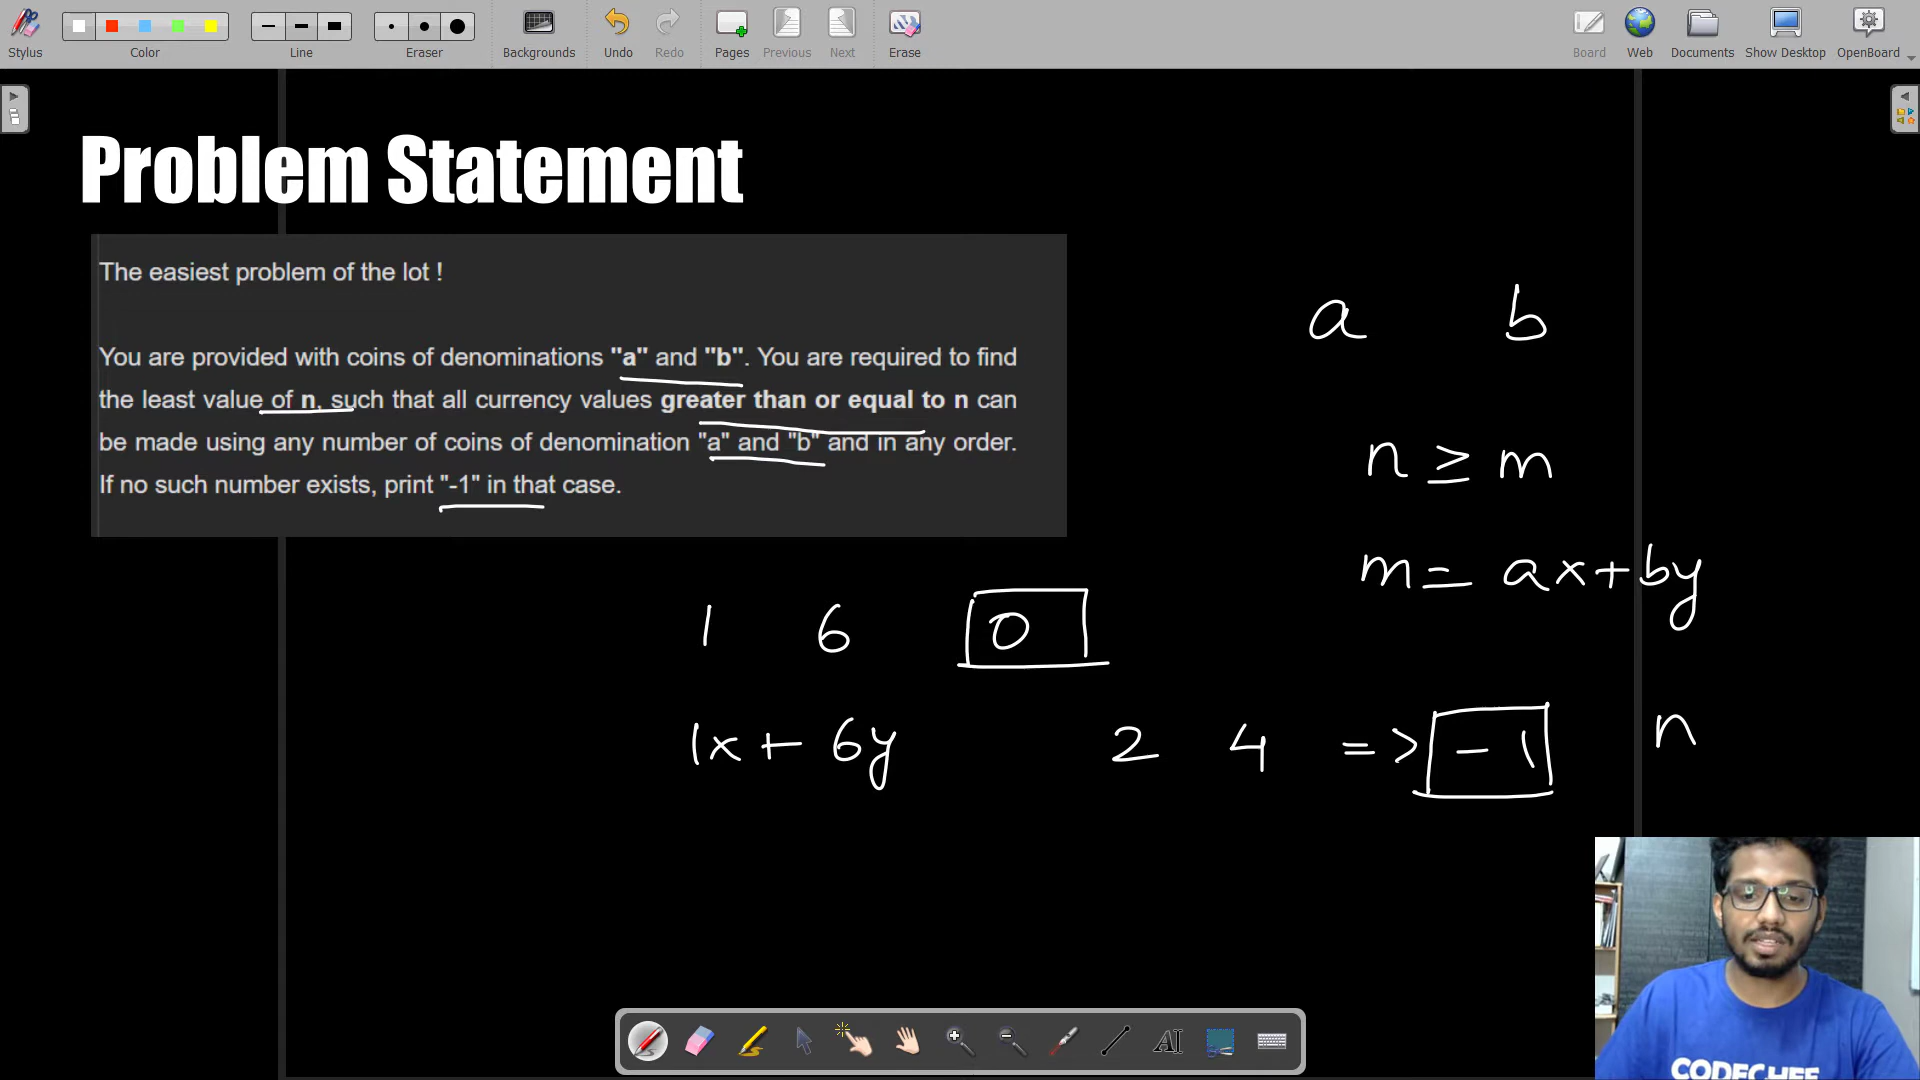 Stylus
Color
Line
Eraser
Backgrounds
Undo
Redo
Pages
Previous
Next
Erase
Board
Web
Documents
Show Desktop
OpenBoard
Problem Statement
The easiest problem of the lot !
You are provided with coins of denominations "a" and "b". You are required to find
the least value of n, such that all currency values greater than or equal to n can
be made using any number of coins of denomination "a" and "b" and in any order.
If no such number exists, print "-1" in that case.
a b
n ≥ m
m = ax+by
1 6 0
1x + 6y
2 4 => -1
n
AI
CODECHEF